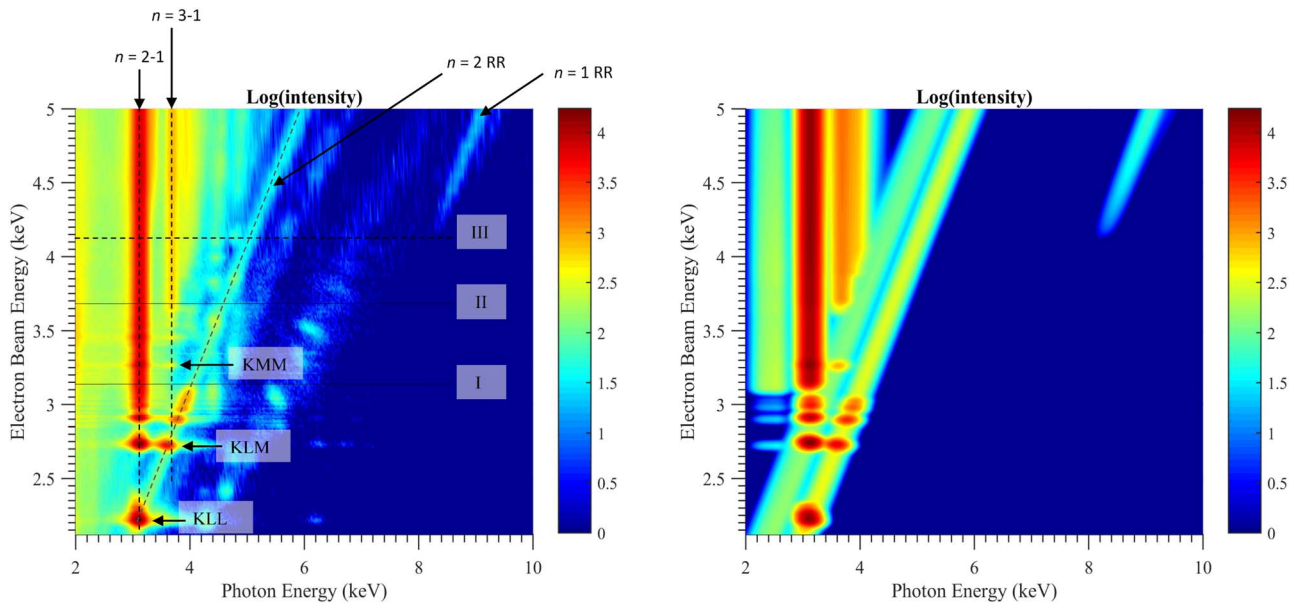 n = 3-1
n = 2-1
n = 2 RR
n = 1 RR
Log(intensity)
5
4.5
4
3.5
3
2.5
Electron Beam Energy (keV)
III
II
KMM
I
KLM
KLL
2
4
6
8
10
Photon Energy (keV)
4
3.5
3
2.5
2
1.5
1
0.5
0
Log(intensity)
5
4.5
4
3.5
3
2.5
Electron Beam Energy (keV)
2
4
6
8
10
Photon Energy (keV)
4
3.5
3
2.5
2
1.5
1
0.5
0